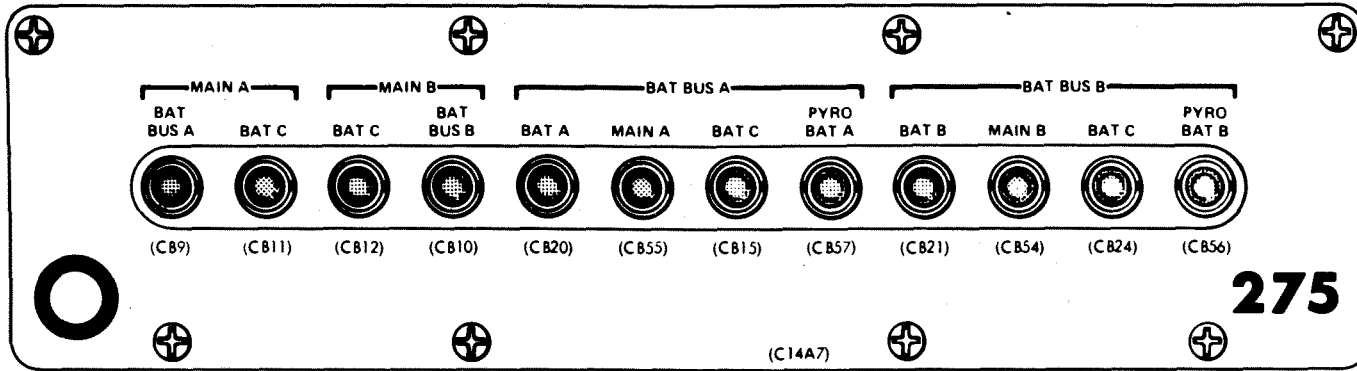 MAIN A MAIN B BAT BUS A BAT BUS B
BAT BAT PYRO PYRO
BUS A BAT C BAT C BUS B BAT A MAIN A BAT C BAT A BAT B MAIN B BAT C BAT B
(CB9) (CB11) (CB12) (CB10) (CB20) (CB55) (CB15) (CB57) (CB21) (CB54) (CB24) (CB56)
275
(C14A7)